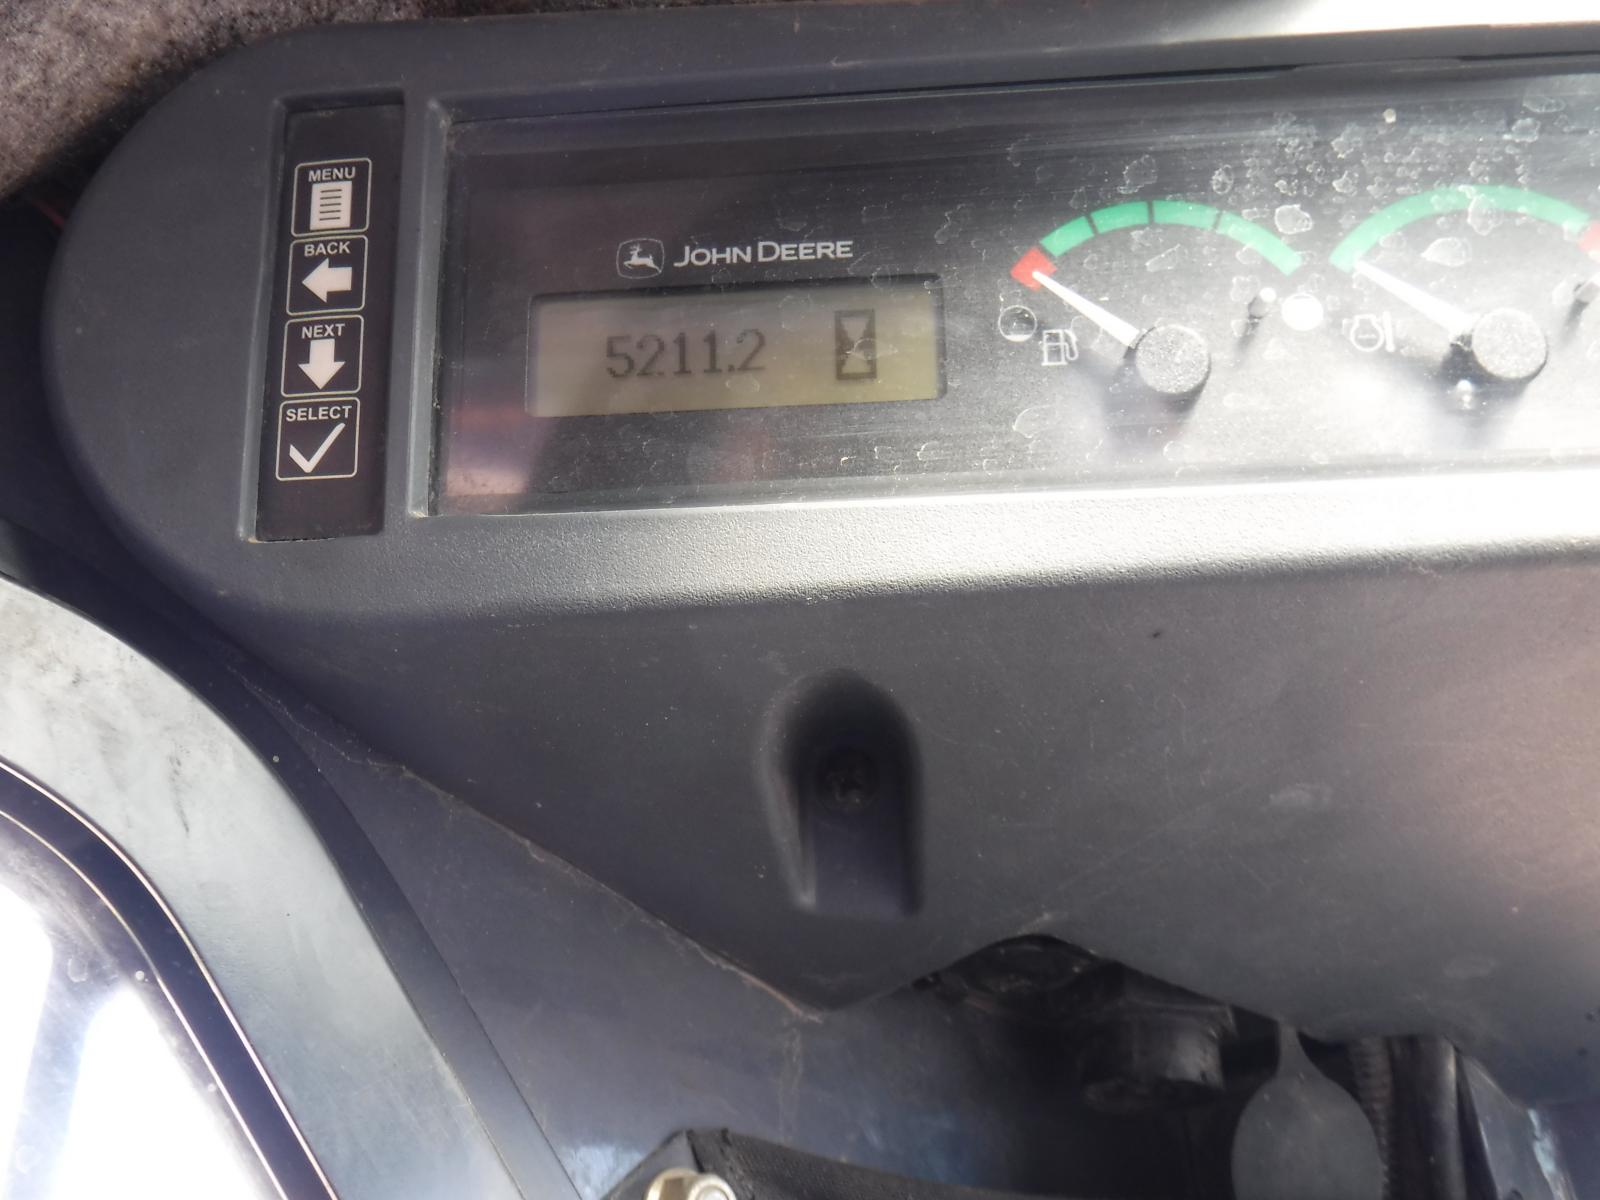 MENU
BACK
NEXT
SELECT
JOHN DEERE
5211.2